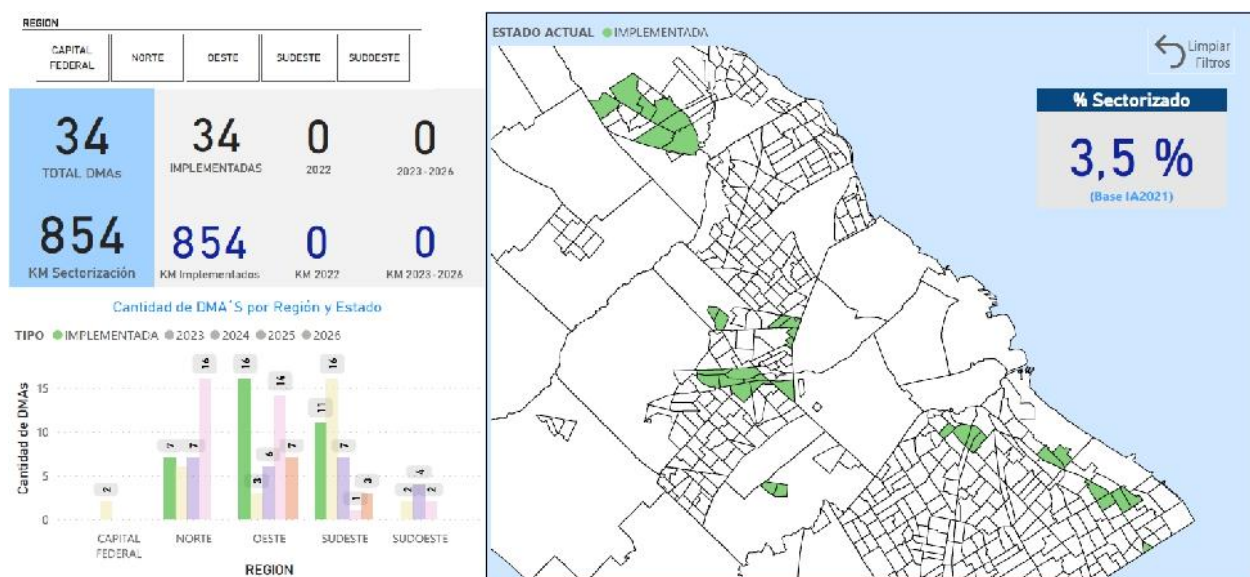 REGION
CAPITAL
FEDERAL
NORTE
OESTE
SUDESTE
SUDOESTE
34
TOTAL DMAs
34
IMPLEMENTADAS
0
2022
0
2023-2026
854
KM Sectorización
854
KM Implementados
0
KM 2022
0
KM 2023-2026
Cantidad de DMA´S por Región y Estado
TIPO IMPLEMENTADA 2023 2024 2025 2026
Cantidad de DMAs
15
10
5
0
2
7
7
16
16
3
6
14
7
11
16
7
1
3
2
4
2
CAPITAL
FEDERAL
NORTE
OESTE
SUDESTE
SUDOESTE
REGION
ESTADO ACTUAL IMPLEMENTADA
Limpiar
Filtros
% Sectorizado
3,5 %
(Base IA2021)